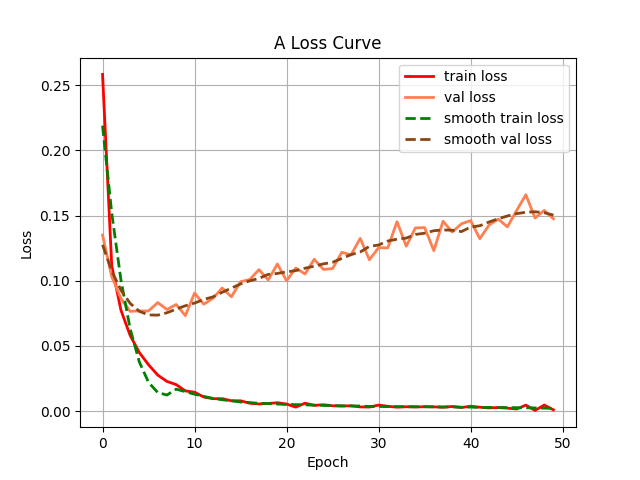 A Loss Curve
train loss
val loss
smooth train loss
smooth val loss
0.25
0.20
0.15
0.10
0.05
0.00
Loss
0 10 20 30 40 50
Epoch